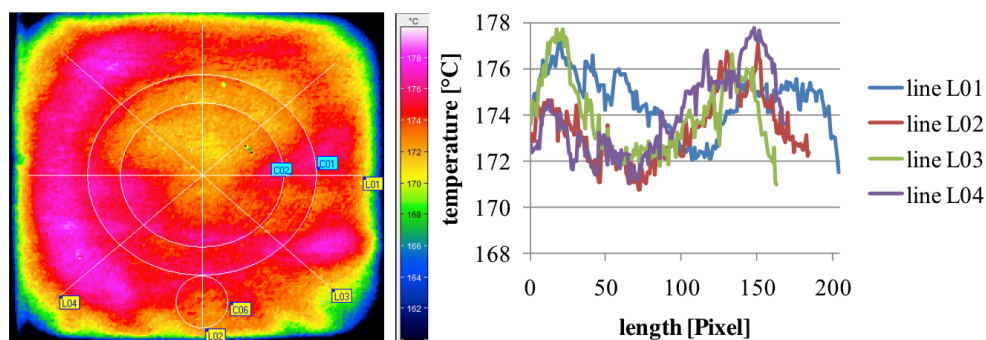 °C
178
176
174
172
170
168
166
164
162
160
C01
C02
L01
L04
L03
C06
L02
temperature [°C]
178
176
174
172
170
168
0
50
100
150
200
length [Pixel]
line L01
line L02
line L03
line L04